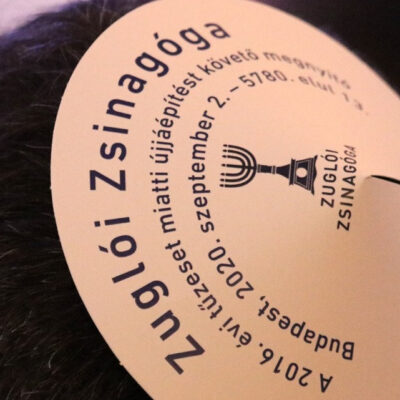 Zuglói Zsinagóga
A 2016. évi tűzeset miatti újjáépítést követő megnyitó
Budapest, 2020. szeptember 2. – 5780. elul 13.
ZUGLÓI
ZSINAGÓGA